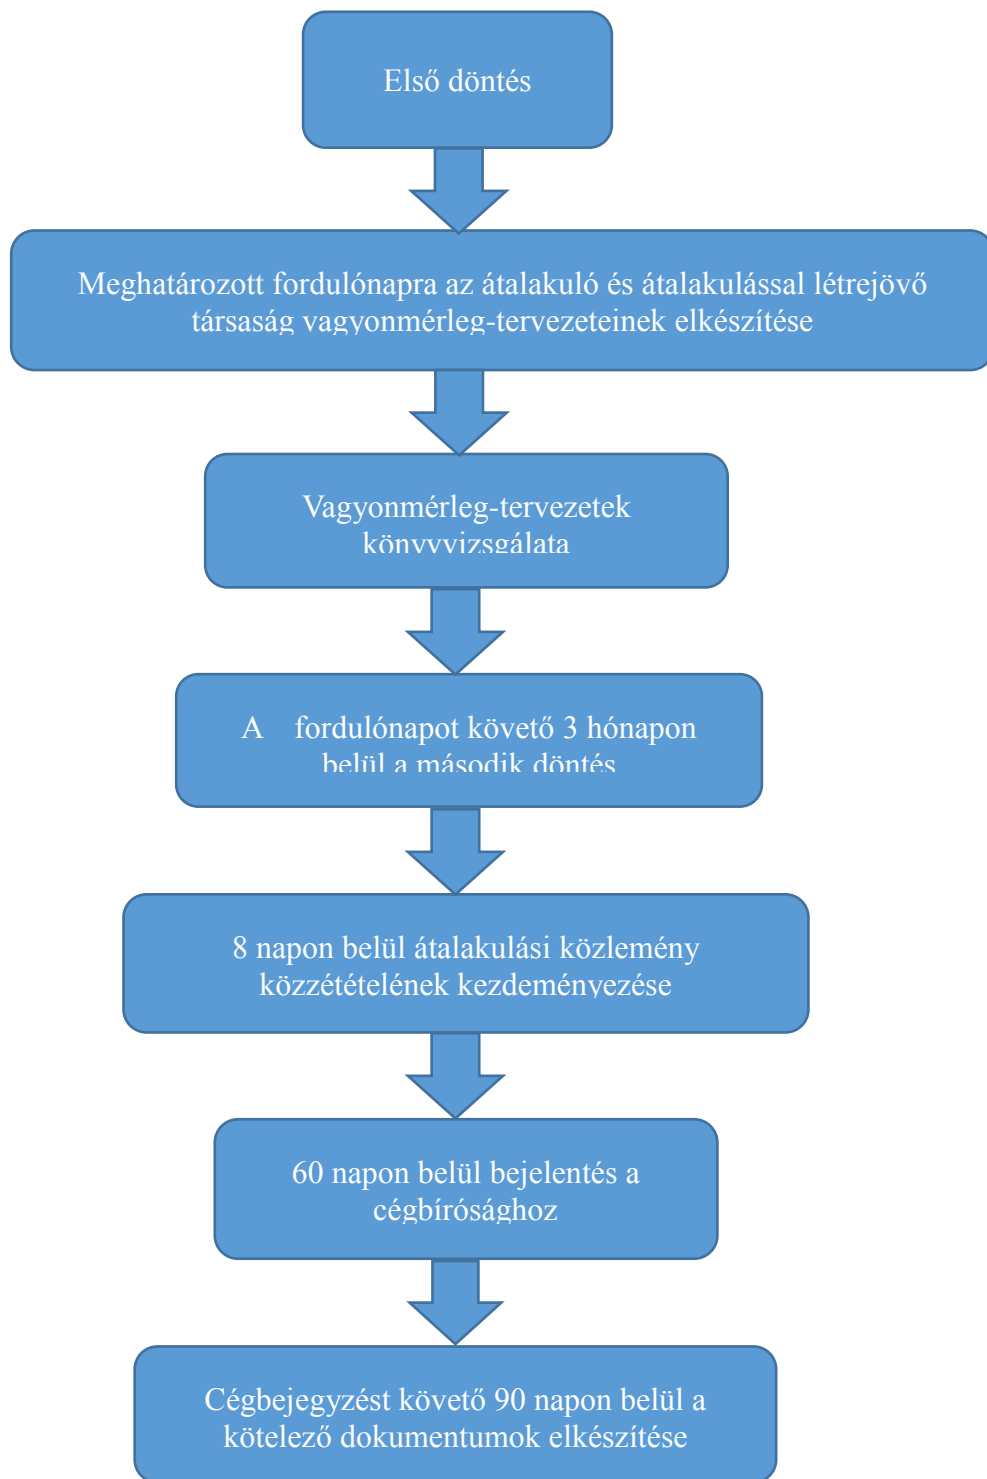 Első döntés
Meghatározott fordulónapra az átalakuló és átalakulással létrejövő
társaság vagyonmérleg-tervezeteinek elkészítése
Vagyonmérleg-tervezetek
könyvvizsgálata
A fordulónapot követő 3 hónapon
belül a második döntés
8 napon belül átalakulási közlemény
közzétételének kezdeményezése
60 napon belül bejelentés a
cégbírósághoz
Cégbejegyzést követő 90 napon belül a
kötelező dokumentumok elkészítése